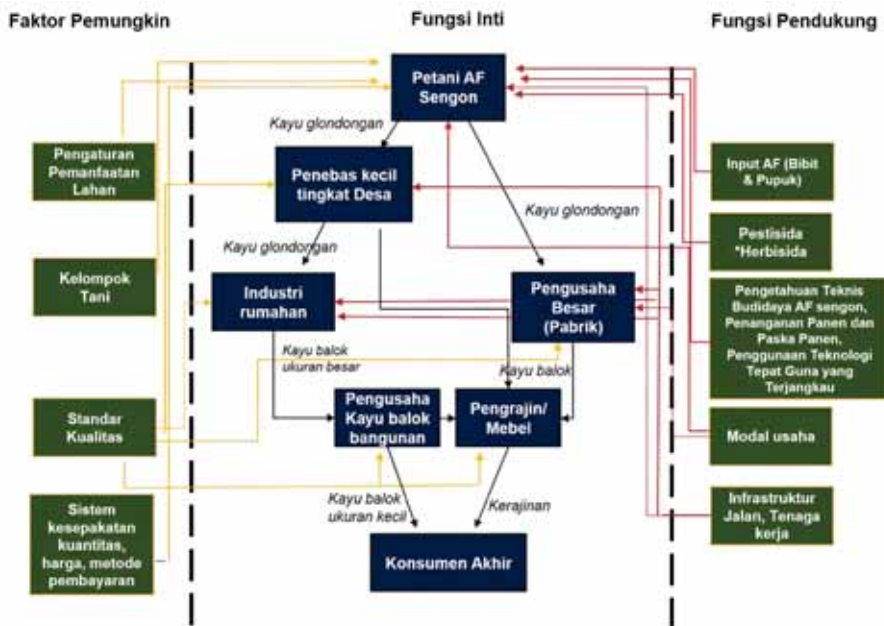 Faktor Pemungkin
Fungsi Inti
Fungsi Pendukung
Petani AF
Sengon
Kayu glondongan
Pengaturan
Pemanfaatan
Lahan
Penebas kecil
tingkat Desa
Input AF (Bibit
& Pupuk)
Kayu glondongan
Kayu glondongan
Pestisida
*Herbisida
Kelompok
Tani
Industri
rumahan
Pengusaha
Besar
(Pabrik)
Pengetahuan Teknis
Budidaya AF sengon,
Penanganan Panen dan
Paska Panen,
Penggunaan Teknologi
Tepat Guna yang
Terjangkau
Kayu balok
ukuran besar
Kayu balok
Standar
Kualitas
Pengusaha
Kayu balok
bangunan
Pengrajin/
Mebel
Modal usaha
Kayu balok
ukuran kecil
Kerajinan
Sistem
kesepakatan
kuantitas,
harga, metode
pembayaran
Infrastruktur
Jalan, Tenaga
kerja
Konsumen Akhir